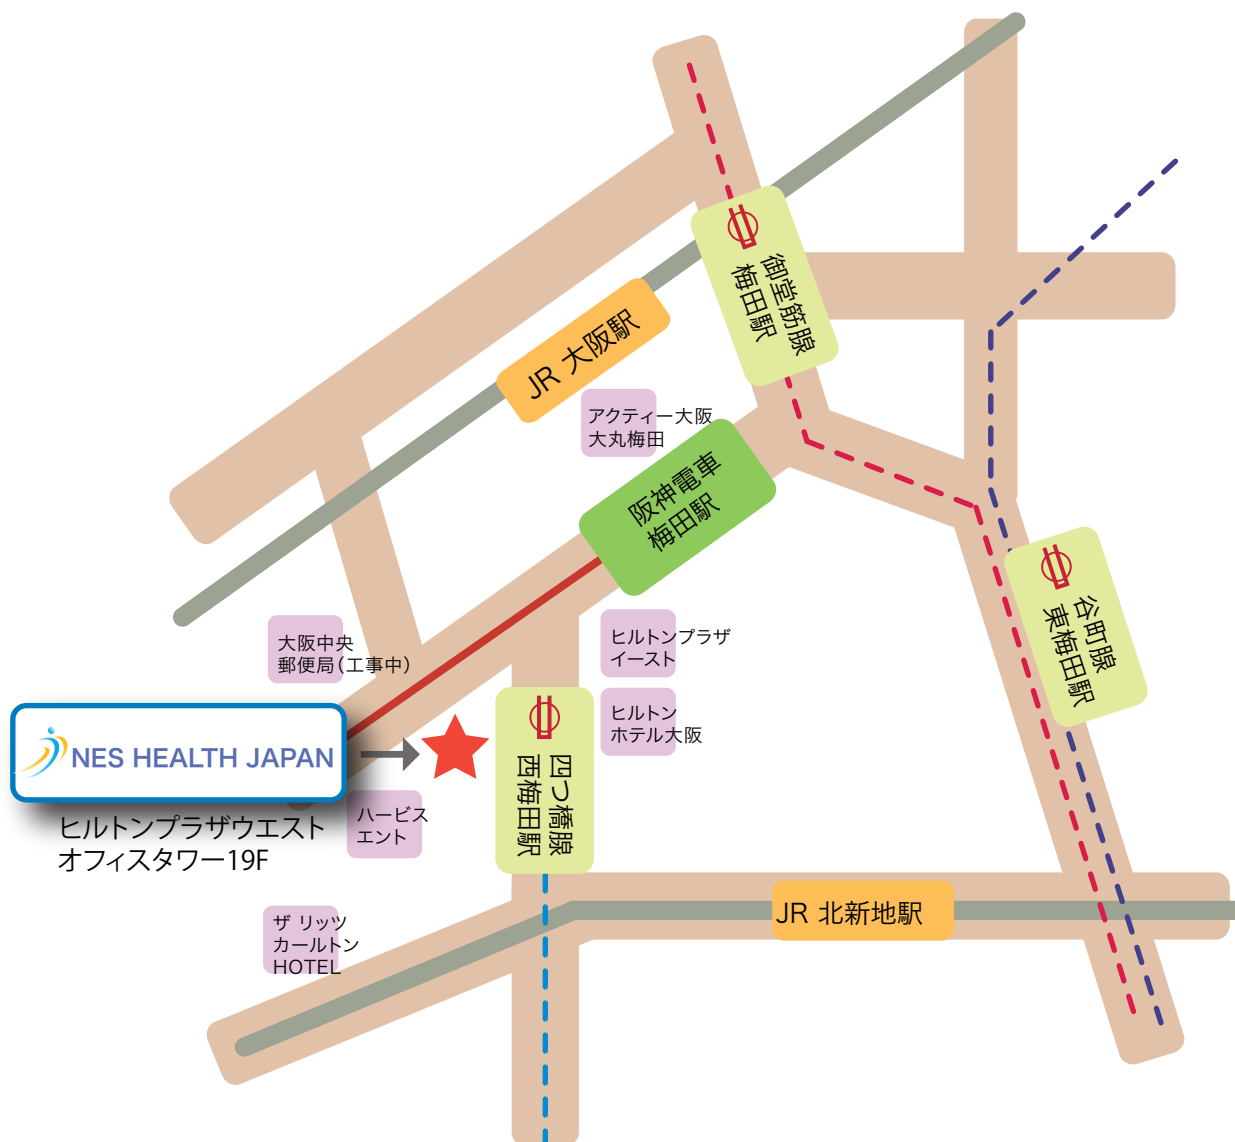 御堂筋腺
梅田駅
JR 大阪駅
アクティー大阪
大丸梅田
阪神電車
梅田駅
谷町腺
東梅田駅
大阪中央
郵便局(工事中)
ヒルトンプラザ
イースト
ヒルトン
ホテル大阪
NES HEALTH JAPAN
ヒルトンプラザウエスト
オフィスタワー19F
四つ橋腺
西梅田駅
ハービス
エント
JR 北新地駅
ザ リッツ
カールトン
HOTEL